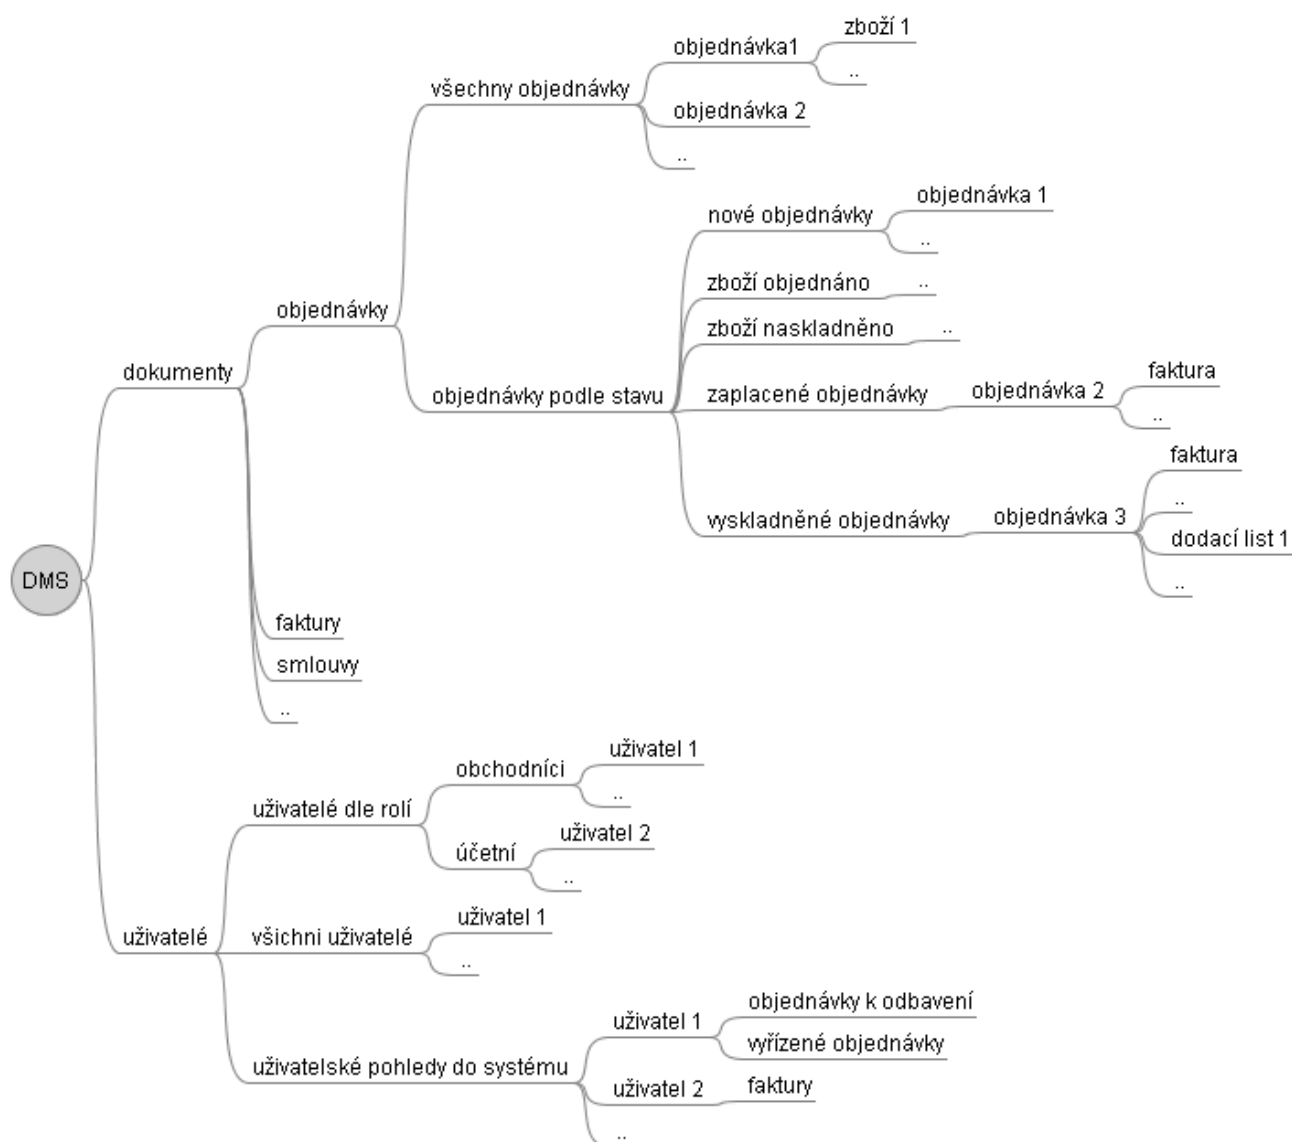 zboží 1
objednávka1
..
všechny objednávky
objednávka 2
..
objednávka 1
nové objednávky
..
zboží objednáno
..
objednávky
zboží naskladněno
..
dokumenty
faktura
objednávky podle stavu
zaplacené objednávky
objednávka 2
..
faktura
..
vyskladněné objednávky
objednávka 3
dodací list 1
..
DMS
faktury
smlouvy
..
uživatel 1
obchodníci
..
uživatelé dle rolí
uživatel 2
účetní
..
uživatel 1
uživatelé
všichni uživatelé
..
objednávky k odbavení
uživatel 1
vyřízené objednávky
uživatelské pohledy do systému
uživatel 2
faktury
..